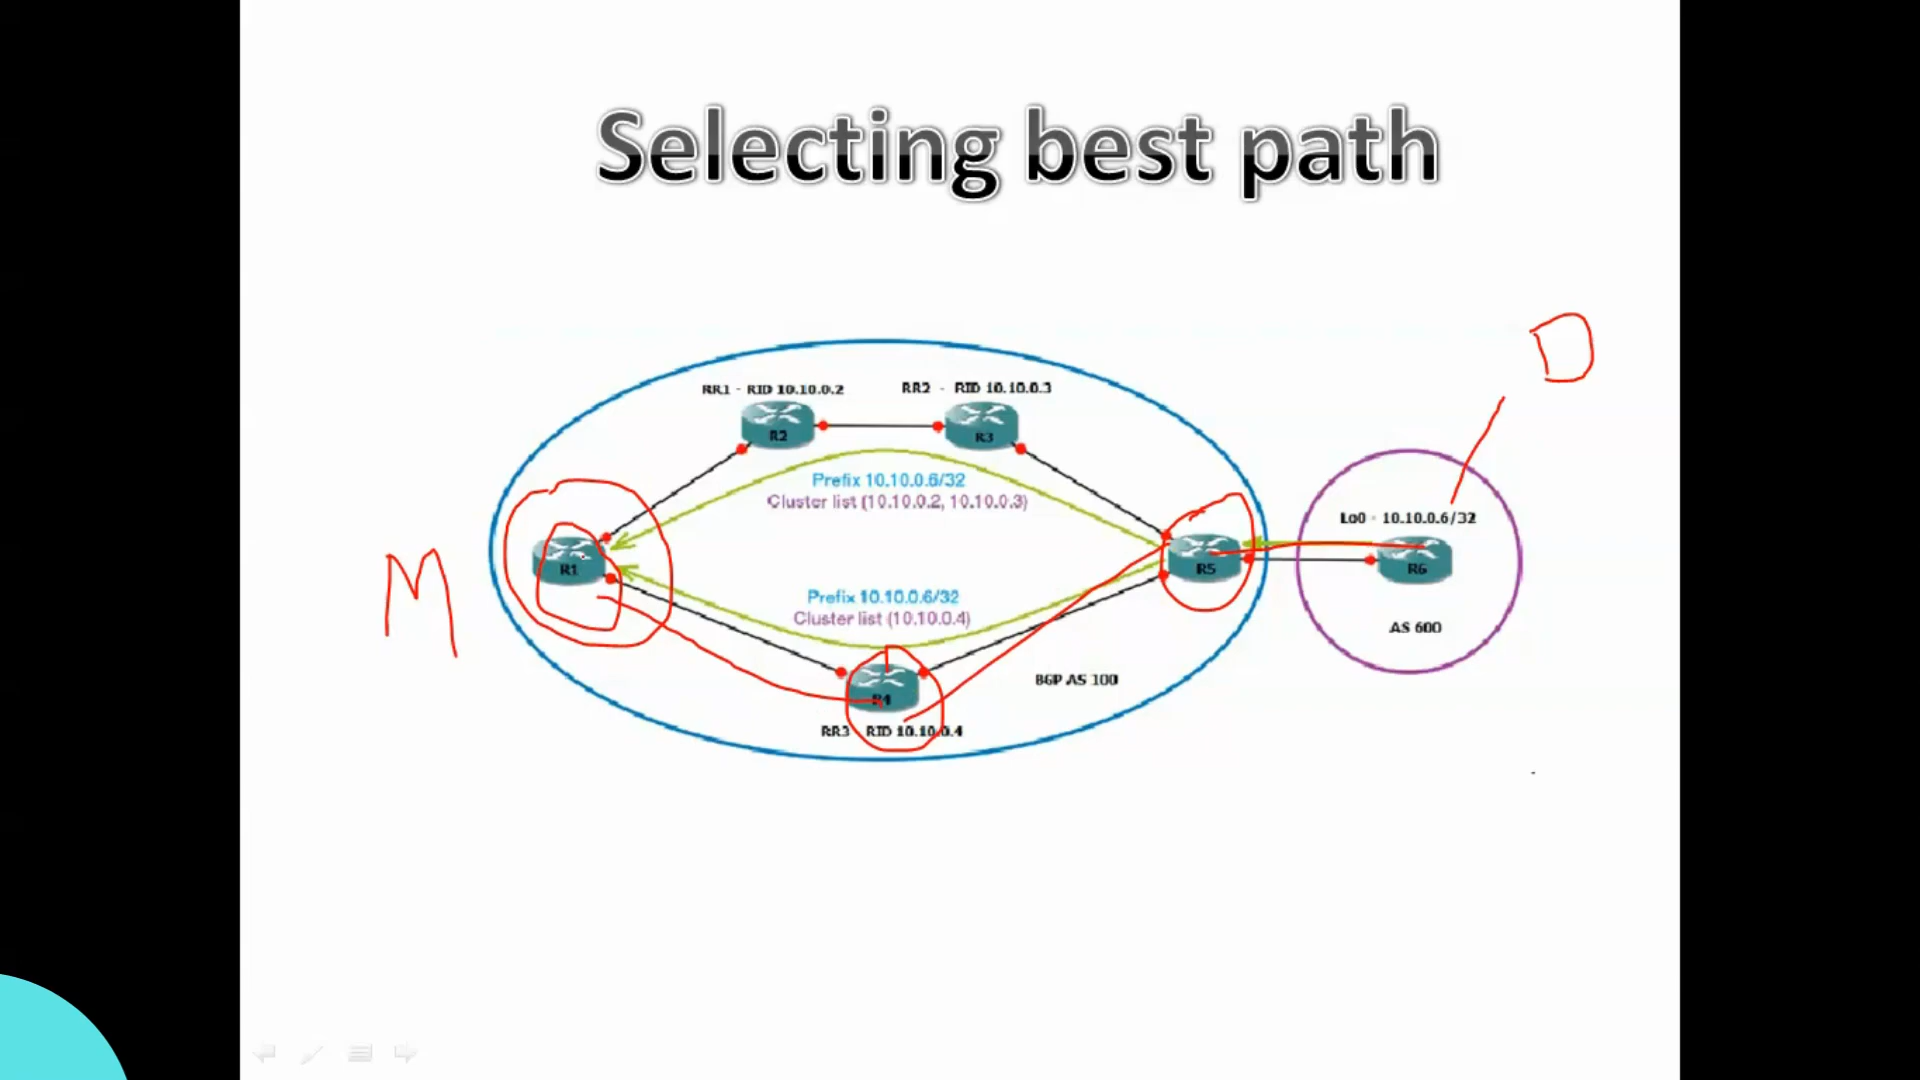 Selecting best path
D
RR1 - RID 10.10.0.2
RR2 - RID 10.10.0.3
R2
R3
Prefix 10.10.0.6/32
Cluster list (10.10.0.2, 10.10.0.3)
Lo0 - 10.10.0.6/32
M
R1
R5
R6
Prefix 10.10.0.6/32
Cluster list (10.10.0.4)
AS 600
BGP AS 100
R4
RR3 RID 10.10.0.4